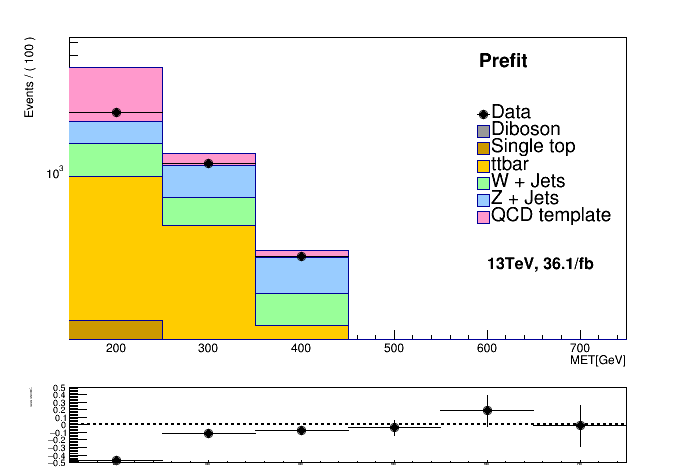 Events / ( 100 )
Prefit
Data
Diboson
Single top
ttbar
W + Jets
Z + Jets
QCD template
10³
13TeV, 36.1/fb
200 300 400 500 600 700
MET[GeV]
0.5
0.4
0.3
0.2
0.1
0
−0.1
−0.2
−0.3
−0.4
−0.5